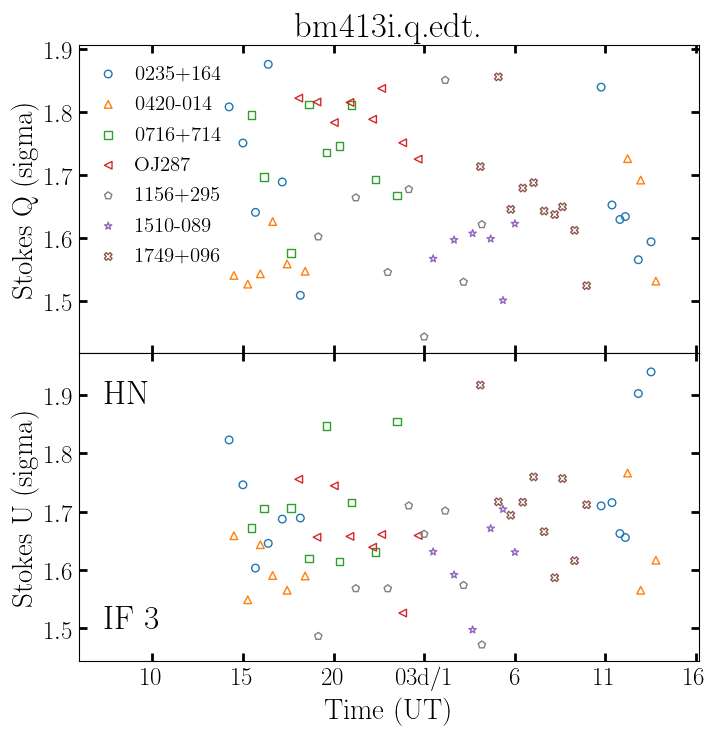 bm413i.q.edt.
1.9
1.8
1.7
1.6
1.5
Stokes Q (sigma)
0235+164
0420-014
0716+714
OJ287
1156+295
1510-089
1749+096
1.9
1.8
1.7
1.6
1.5
Stokes U (sigma)
HN
IF 3
10 15 20 03d/1 6 11 16
Time (UT)